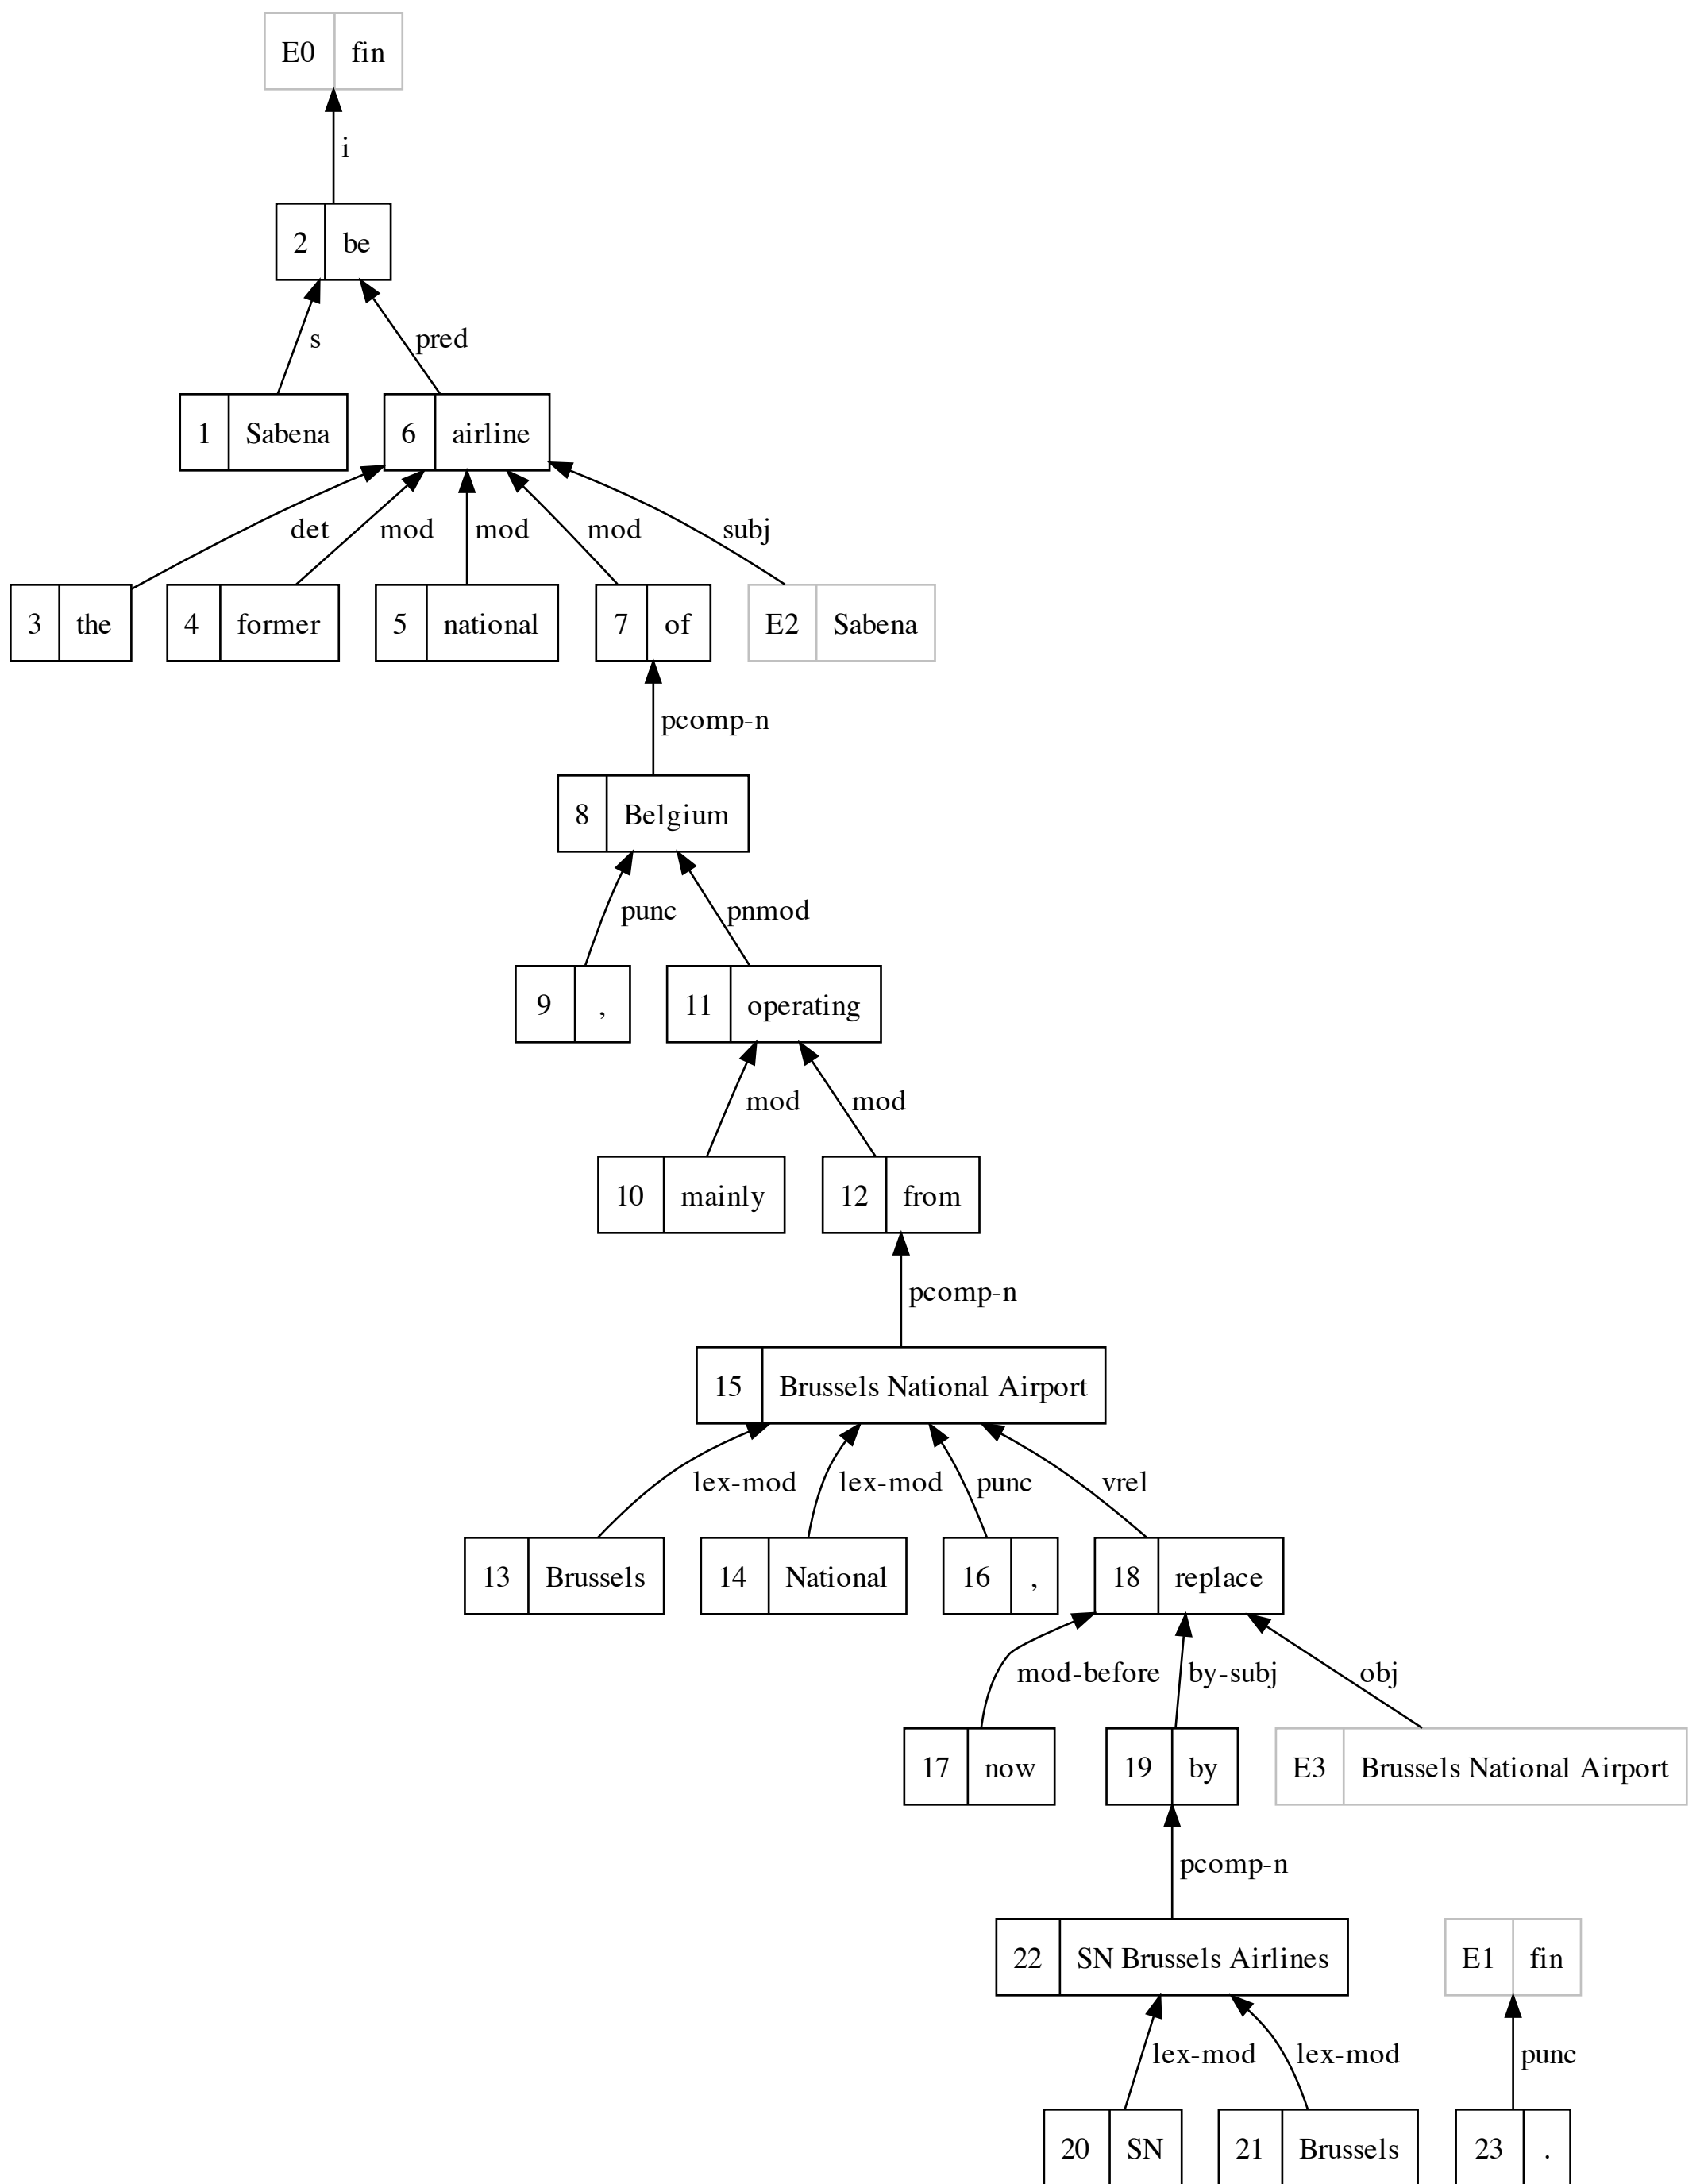 E0 fin
i
2 be
s pred
1 Sabena 6 airline
det mod mod mod subj
3 the 4 former 5 national 7 of E2 Sabena
pcomp-n
8 Belgium
punc pnmod
9 , 11 operating
mod mod
10 mainly 12 from
pcomp-n
15 Brussels National Airport
lex-mod lex-mod punc vrel
13 Brussels 14 National 16 , 18 replace
mod-before by-subj obj
17 now 19 by E3 Brussels National Airport
pcomp-n
22 SN Brussels Airlines E1 fin
lex-mod lex-mod punc
20 SN 21 Brussels 23 .